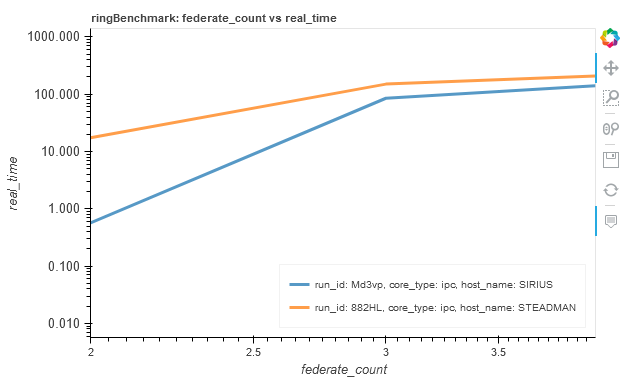 ringBenchmark: federate_count vs real_time
1000.000
100.000
10.000
1.000
0.100
0.010
real_time
run_id: Md3vp, core_type: ipc, host_name: SIRIUS
run_id: 882HL, core_type: ipc, host_name: STEADMAN
2
2.5
3
3.5
federate_count